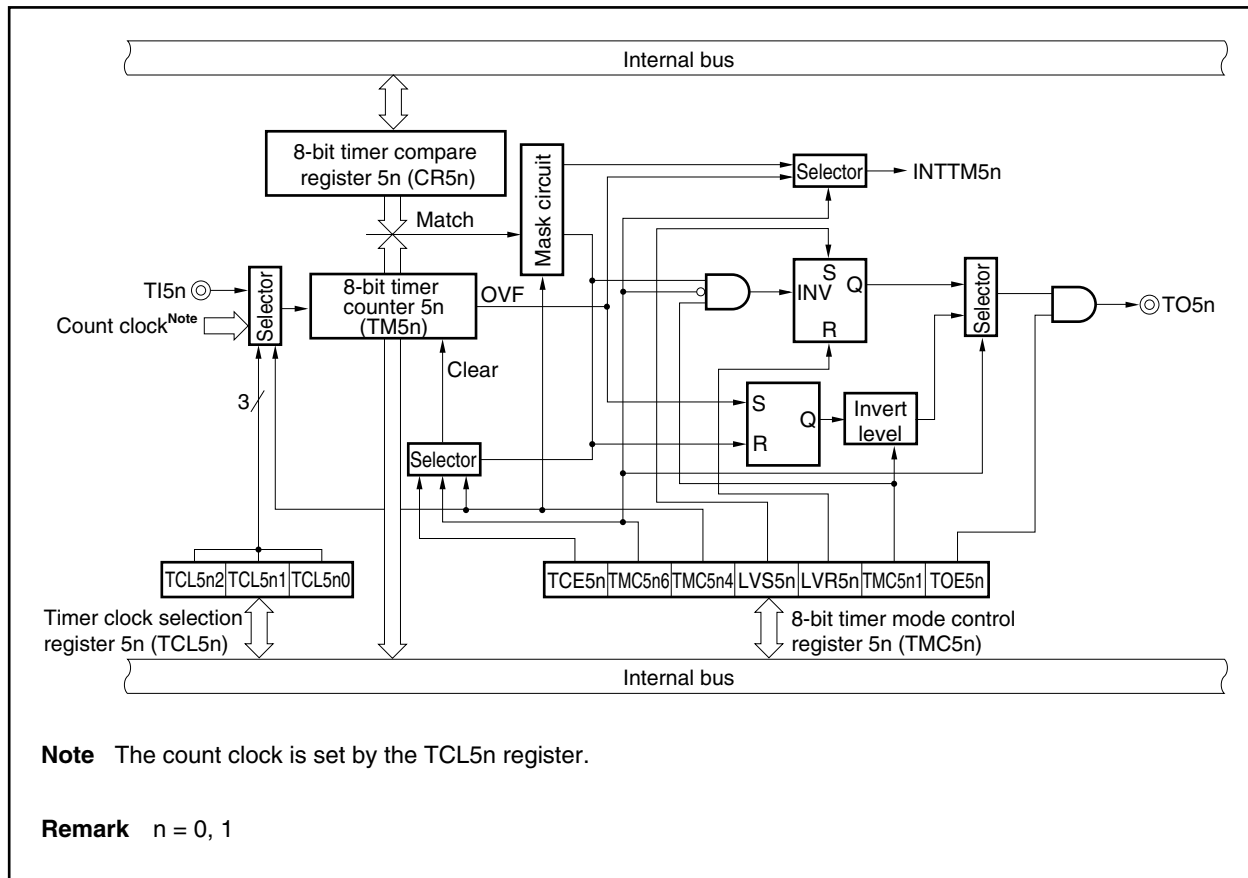 Internal bus
8-bit timer compare
register 5n (CR5n)
Match
Mask circuit
Selector
INTTM5n
TI5n
Count clockNote
Selector
8-bit timer
counter 5n
(TM5n)
OVF
Clear
S
INV
Q
R
Selector
TO5n
3
S
Q
R
Invert
level
Selector
TCL5n2 TCL5n1 TCL5n0
TCE5n TMC5n6 TMC5n4 LVS5n LVR5n TMC5n1 TOE5n
Timer clock selection
register 5n (TCL5n)
8-bit timer mode control
register 5n (TMC5n)
Internal bus
Note The count clock is set by the TCL5n register.
Remark n = 0, 1